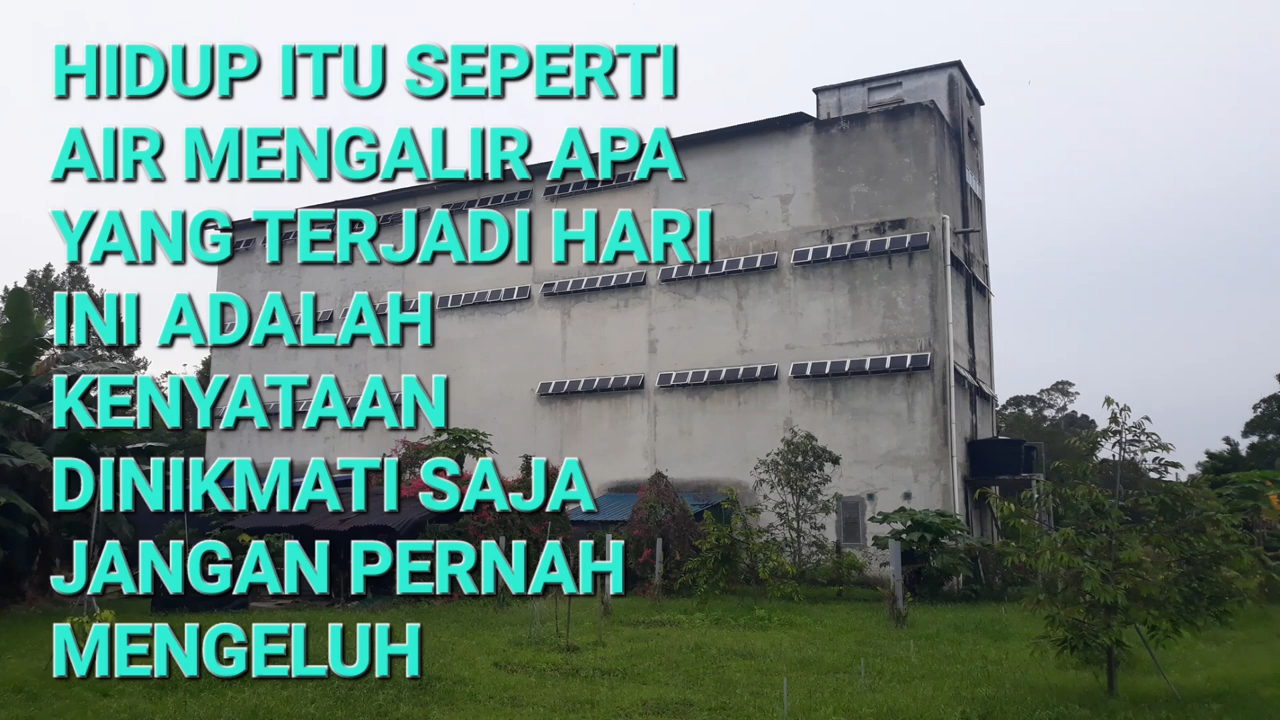 HIDUP ITU SEPERTI
AIR MENGALIR APA
YANG TERJADI HARI
INI ADALAH
KENYATAAN
DINIKMATI SAJA
JANGAN PERNAH
MENGELUH